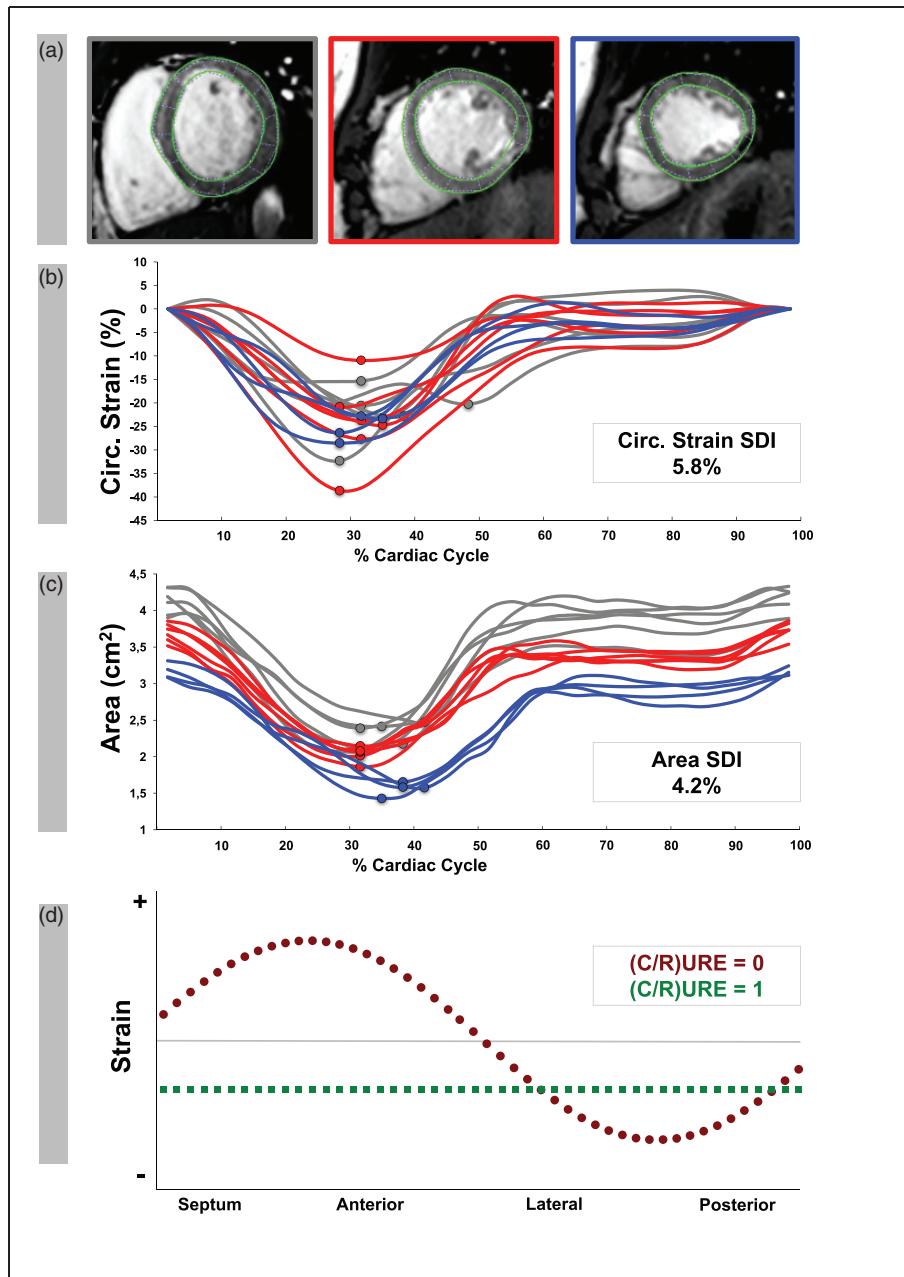 (a)
(b)
10
5
0
-5
-10
-15
-20
-25
-30
-35
-40
-45
Circ. Strain (%)
Circ. Strain SDI
5.8%
10 20 30 40 50 60 70 80 90 100
% Cardiac Cycle
(c)
4,5
4
3,5
3
2,5
2
1,5
1
Area (cm²)
Area SDI
4.2%
10 20 30 40 50 60 70 80 90 100
% Cardiac Cycle
(d)
+
Strain
-
(C/R)URE = 0
(C/R)URE = 1
Septum Anterior Lateral Posterior